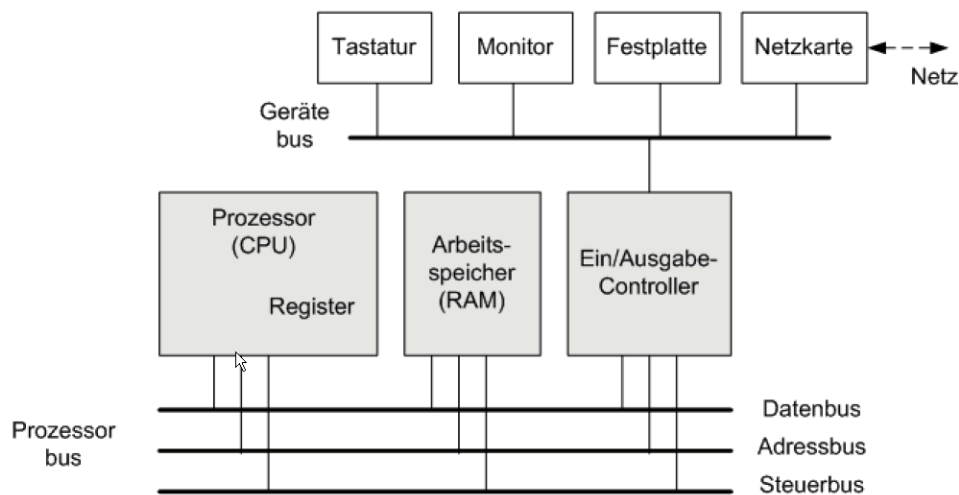 Tastatur
Monitor
Festplatte
Netzkarte
Netz
Geräte
bus
Prozessor
(CPU)
Register
Arbeits-
speicher
(RAM)
Ein/Ausgabe-
Controller
Prozessor
bus
Datenbus
Adressbus
Steuerbus